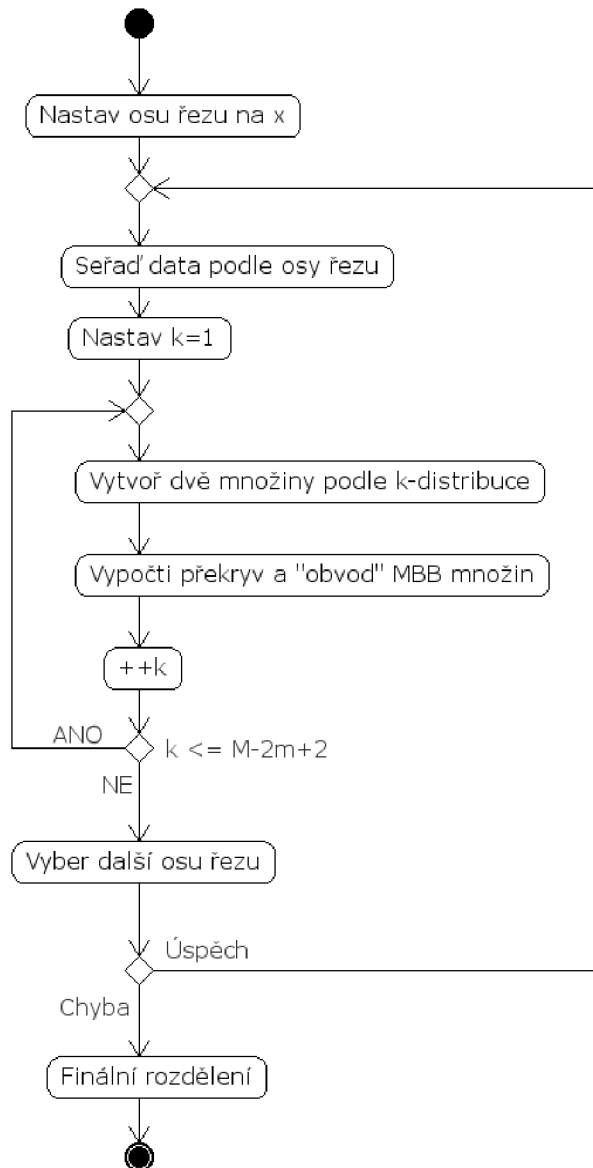 Nastav osu řezu na x
Seřaď data podle osy řezu
Nastav k=1
Vytvoř dvě množiny podle k-distribuce
Vypočti překryv a "obvod" MBB množin
++k
ANO
k <= M-2m+2
NE
Vyber další osu řezu
Úspěch
Chyba
Finální rozdělení